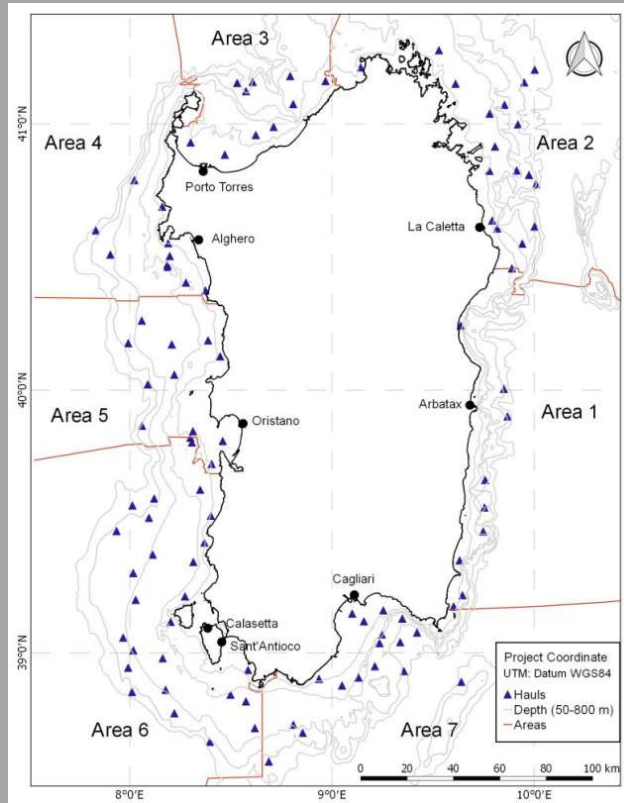 Area 3
41°0'N
Area 4
Area 2
Porto Torres
La Caletta
Alghero
40°0'N
Arbatax
Area 5
Area 1
Oristano
Cagliari
Calasetta
39°0'N
Sant'Antioco
Project Coordinate
UTM: Datum WGS84
Hauls
Depth (50-800 m)
Areas
Area 6
Area 7
0 20 40 60 80 100 km
8°0'E 9°0'E 10°0'E